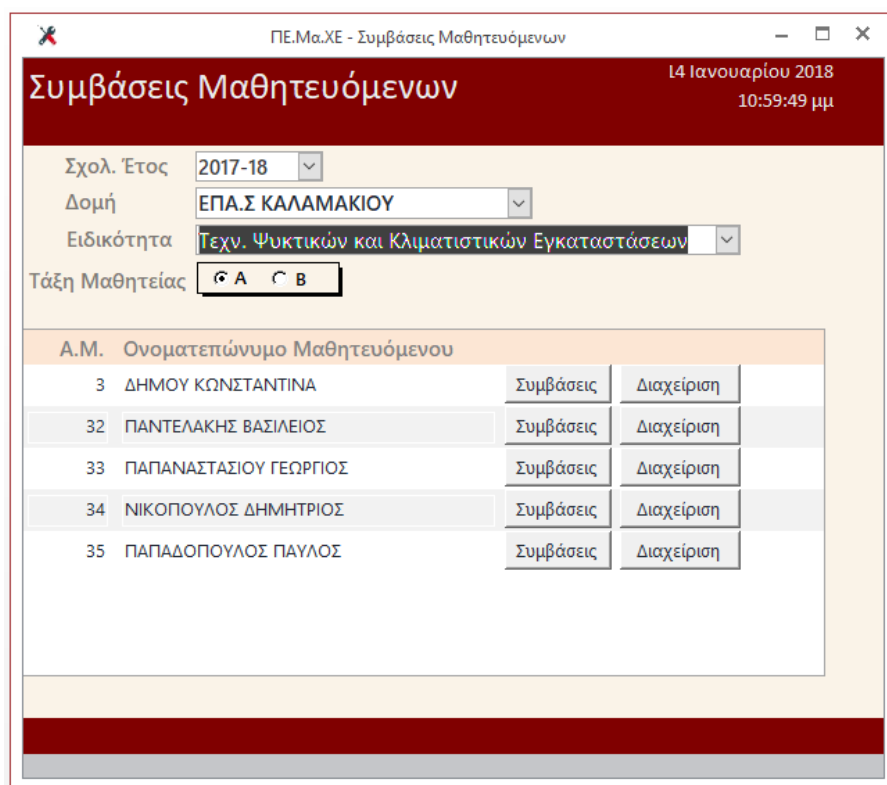 ΠΕ.Μα.ΧΕ - Συμβάσεις Μαθητευόμενων
Συμβάσεις Μαθητευόμενων
14 Ιανουαρίου 2018
10:59:49 μμ
Σχολ. Έτος 2017-18
Δομή ΕΠΑ.Σ ΚΑΛΑΜΑΚΙΟΥ
Ειδικότητα Τεχν. Ψυκτικών και Κλιματιστικών Εγκαταστάσεων
Τάξη Μαθητείας Α Β
Α.Μ. Ονοματεπώνυμο Μαθητευόμενου
3 ΔΗΜΟΥ ΚΩΝΣΤΑΝΤΙΝΑ Συμβάσεις Διαχείριση
32 ΠΑΝΤΕΛΑΚΗΣ ΒΑΣΙΛΕΙΟΣ Συμβάσεις Διαχείριση
33 ΠΑΠΑΝΑΣΤΑΣΙΟΥ ΓΕΩΡΓΙΟΣ Συμβάσεις Διαχείριση
34 ΝΙΚΟΠΟΥΛΟΣ ΔΗΜΗΤΡΙΟΣ Συμβάσεις Διαχείριση
35 ΠΑΠΑΔΟΠΟΥΛΟΣ ΠΑΥΛΟΣ Συμβάσεις Διαχείριση